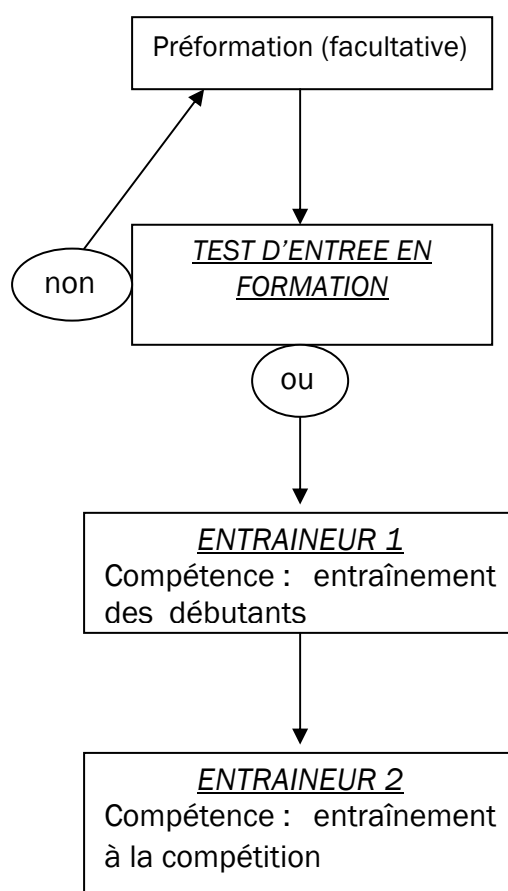 Préformation (facultative)
TEST D'ENTREE EN
FORMATION
non
ou
ENTRAINEUR 1
Compétence : entraînement
des débutants
ENTRAINEUR 2
Compétence : entraînement
à la compétition